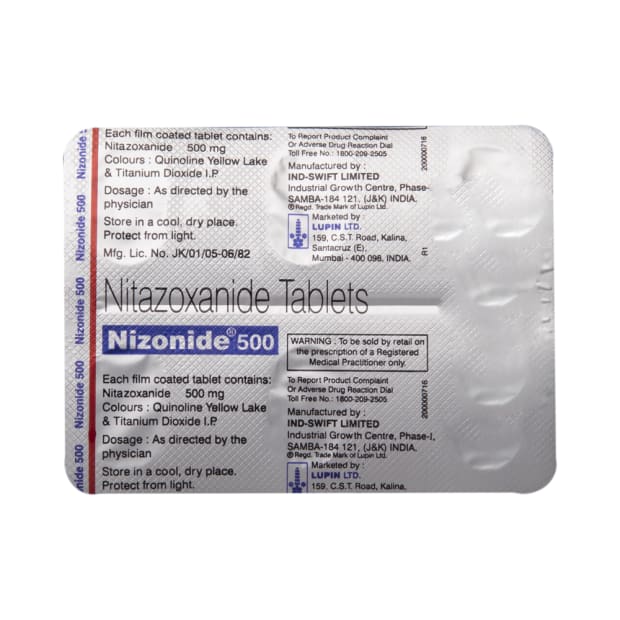 Each film coated tablet contains:
Nitazoxanide 500 mg
Colours : Quinoline Yellow Lake
& Titanium Dioxide I.P
Dosage : As directed by the
physician
Store in a cool, dry place.
Protect from light.
Mfg. Lic. No. JK/01/05-06/82
To Report Product Complaint
Or Adverse Drug Reaction Dial
Toll Free No.: 1800-209-2505
Manufactured by :
IND-SWIFT LIMITED
Industrial Growth Centre, Phase-
SAMBA-184 121, (J&K) INDIA.
®Regd. Trade Mark of Lupin Ltd.
Marketed by :
LUPIN LTD.
159, C.S.T. Road, Kalina,
Santacruz (E),
Mumbai - 400 098. INDIA.
200000716
R1
Nizonide 5
Nizonide 500
Nizonide 500
Nizonide 500
nide 500
Nitazoxanide Tablets
Nizonide® 500
WARNING : To be sold by retail on
the prescription of a Registered
Medical Practitioner only.
Each film coated tablet contains:
Nitazoxanide 500 mg
Colours : Quinoline Yellow Lake
& Titanium Dioxide I.P
Dosage : As directed by the
physician
Store in a cool, dry place.
Protect from light.
To Report Product Complaint
Or Adverse Drug Reaction Dial
Toll Free No.: 1800-209-2505
Manufactured by :
IND-SWIFT LIMITED
Industrial Growth Centre, Phase-I,
SAMBA-184 121, (J&K) INDIA.
®Regd. Trade Mark of Lupin Ltd.
Marketed by :
LUPIN LTD.
159, C.S.T. Road, Kalina,
200000716